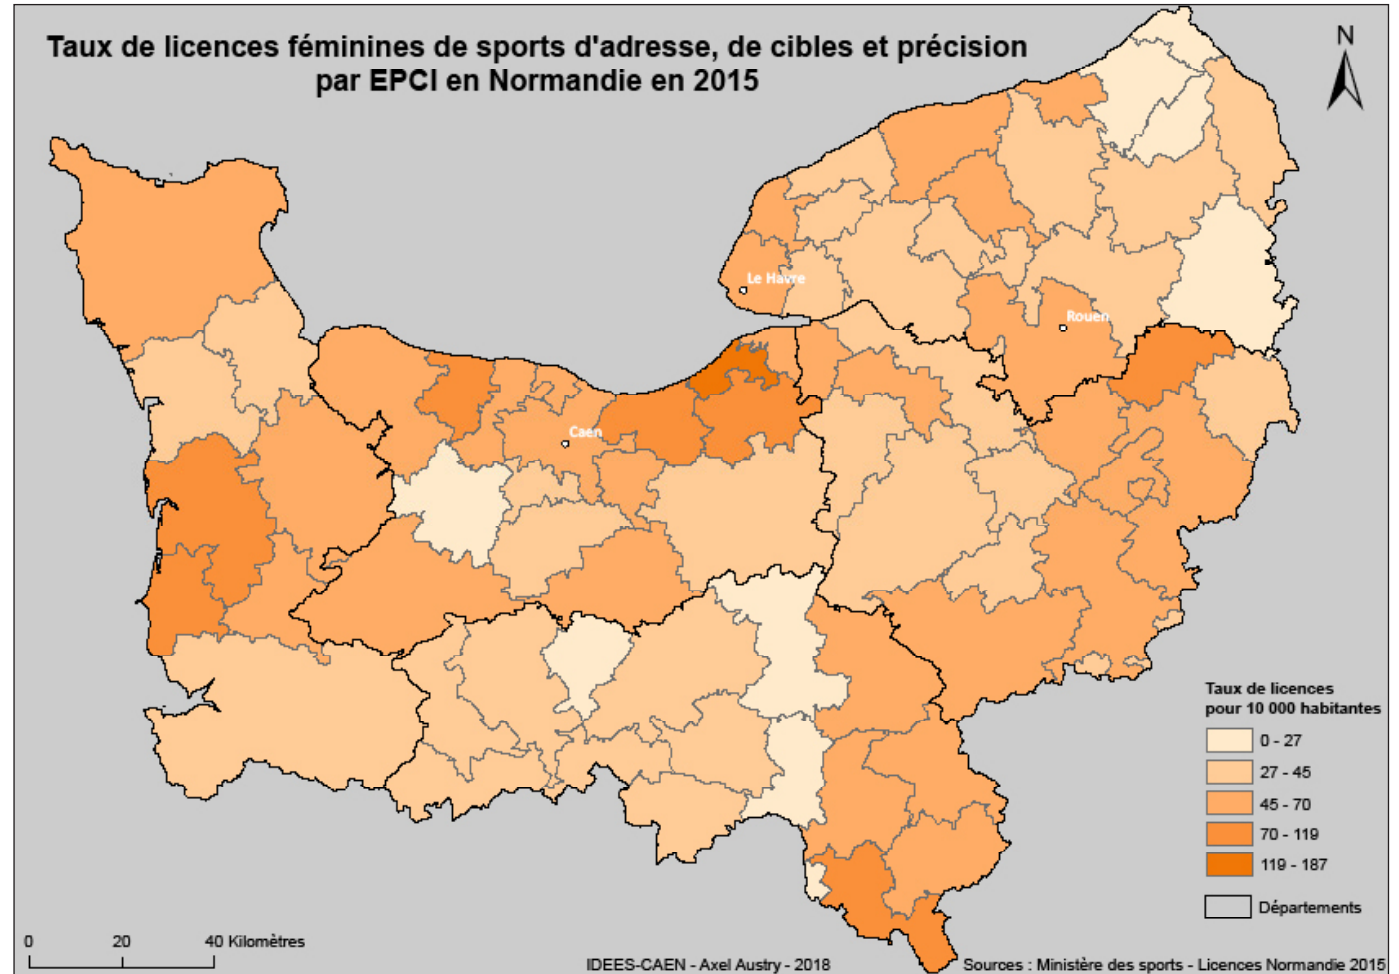 Taux de licences féminines de sports d'adresse, de cibles et précision
par EPCI en Normandie en 2015
N
Le Havre
Rouen
Caen
Taux de licences
pour 10 000 habitantes
0 - 27
27 - 45
45 - 70
70 - 119
119 - 187
Départements
0 20 40 Kilomètres
IDEES-CAEN - Axel Austry - 2018
Sources : Ministère des sports - Licences Normandie 2015